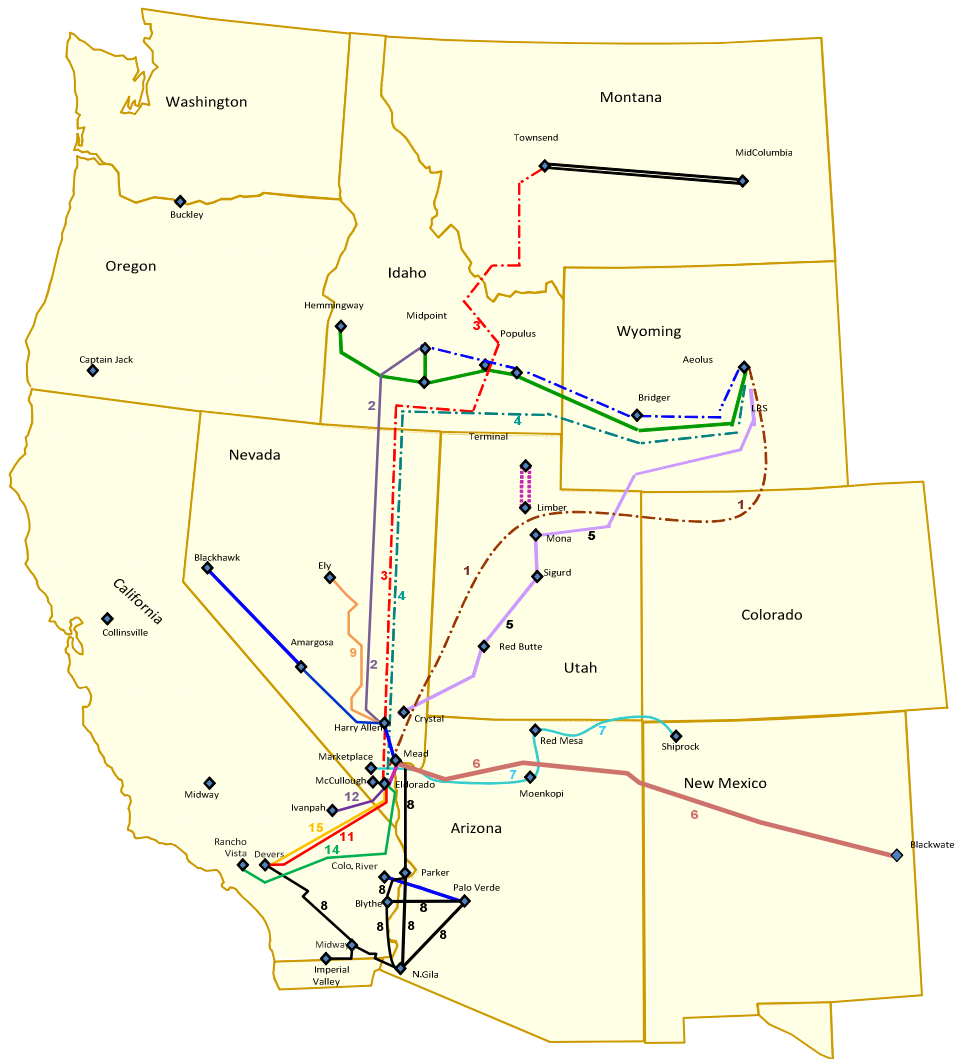 Washington
Montana
Townsend
MidColumbia
Buckley
Oregon
Idaho
Hemmingway
Midpoint
3
Populus
Wyoming
Captain Jack
Aeolus
Bridger
2
4
LBS
Terminal
Nevada
Limber
1
5
Mona
Blackhawk
Ely
1
3
Sigurd
4
California
Collinsville
Colorado
5
Amargosa
9
Red Butte
2
Utah
Crystal
Harry Allen
Red Mesa
7
Shiprock
Marketplace
Mead
6
7
McCullough
Eldorado
Moenkopi
New Mexico
Midway
12
Ivanpah
8
6
15
11
Arizona
Rancho
Vista
Devers
14
Blackwate
Colo. River
Parker
8
Palo Verde
Blythe
8
8
8
8
8
Midway
Imperial
Valley
N.Gila